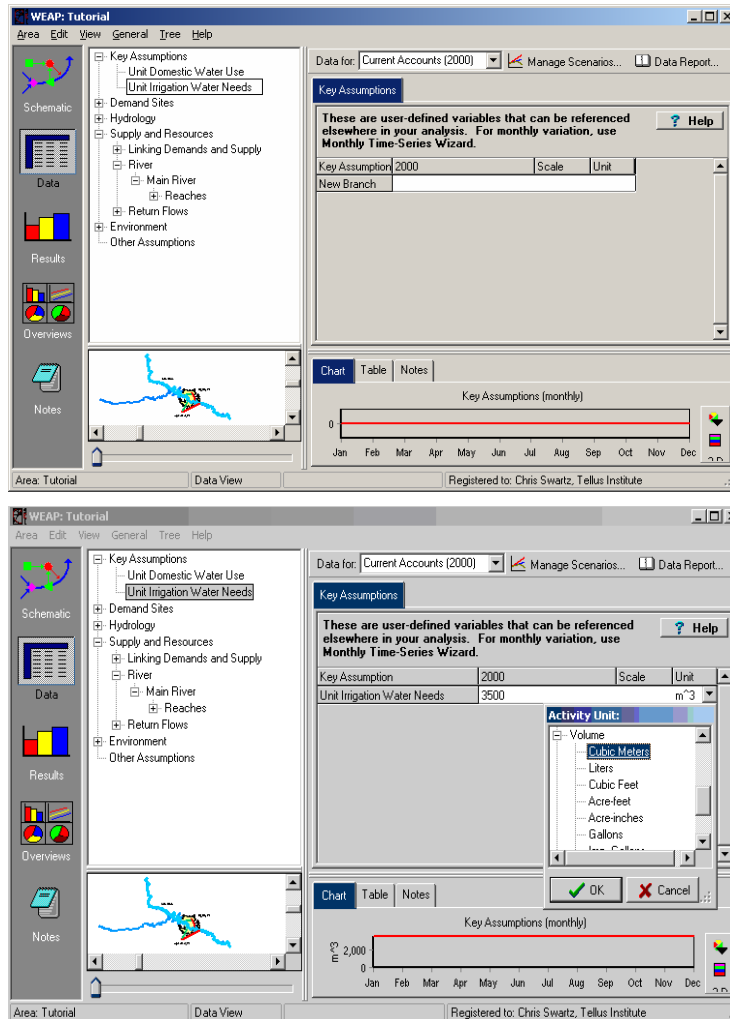 WEAP: Tutorial
Area Edit View General Tree Help
Schematic
Data
Results
Overviews
Notes
Key Assumptions
Unit Domestic Water Use
Unit Irrigation Water Needs
Demand Sites
Hydrology
Supply and Resources
Linking Demands and Supply
River
Main River
Reaches
Return Flows
Environment
Other Assumptions
Data for: Current Accounts (2000) Manage Scenarios... Data Report...
Key Assumptions
These are user-defined variables that can be referenced
elsewhere in your analysis. For monthly variation, use
Monthly Time-Series Wizard.
? Help
Key Assumption 2000 Scale Unit
New Branch
Chart Table Notes
Key Assumptions (monthly)
0
Jan Feb Mar Apr May Jun Jul Aug Sep Oct Nov Dec
Area: Tutorial Data View Registered to: Chris Swartz, Tellus Institute
WEAP: Tutorial
Area Edit View General Tree Help
Schematic
Data
Results
Overviews
Notes
Key Assumptions
Unit Domestic Water Use
Unit Irrigation Water Needs
Demand Sites
Hydrology
Supply and Resources
Linking Demands and Supply
River
Main River
Reaches
Return Flows
Environment
Other Assumptions
Data for: Current Accounts (2000) Manage Scenarios... Data Report...
Key Assumptions
These are user-defined variables that can be referenced
elsewhere in your analysis. For monthly variation, use
Monthly Time-Series Wizard.
? Help
Key Assumption 2000 Scale Unit
Unit Irrigation Water Needs 3500 m^3
Activity Unit:
Volume
Cubic Meters
Liters
Cubic Feet
Acre-feet
Acre-inches
Gallons
OK Cancel
Chart Table Notes
Key Assumptions (monthly)
m^3
2,000
0
Jan Feb Mar Apr May Jun Jul Aug Sep Oct Nov Dec
Area: Tutorial Data View Registered to: Chris Swartz, Tellus Institute